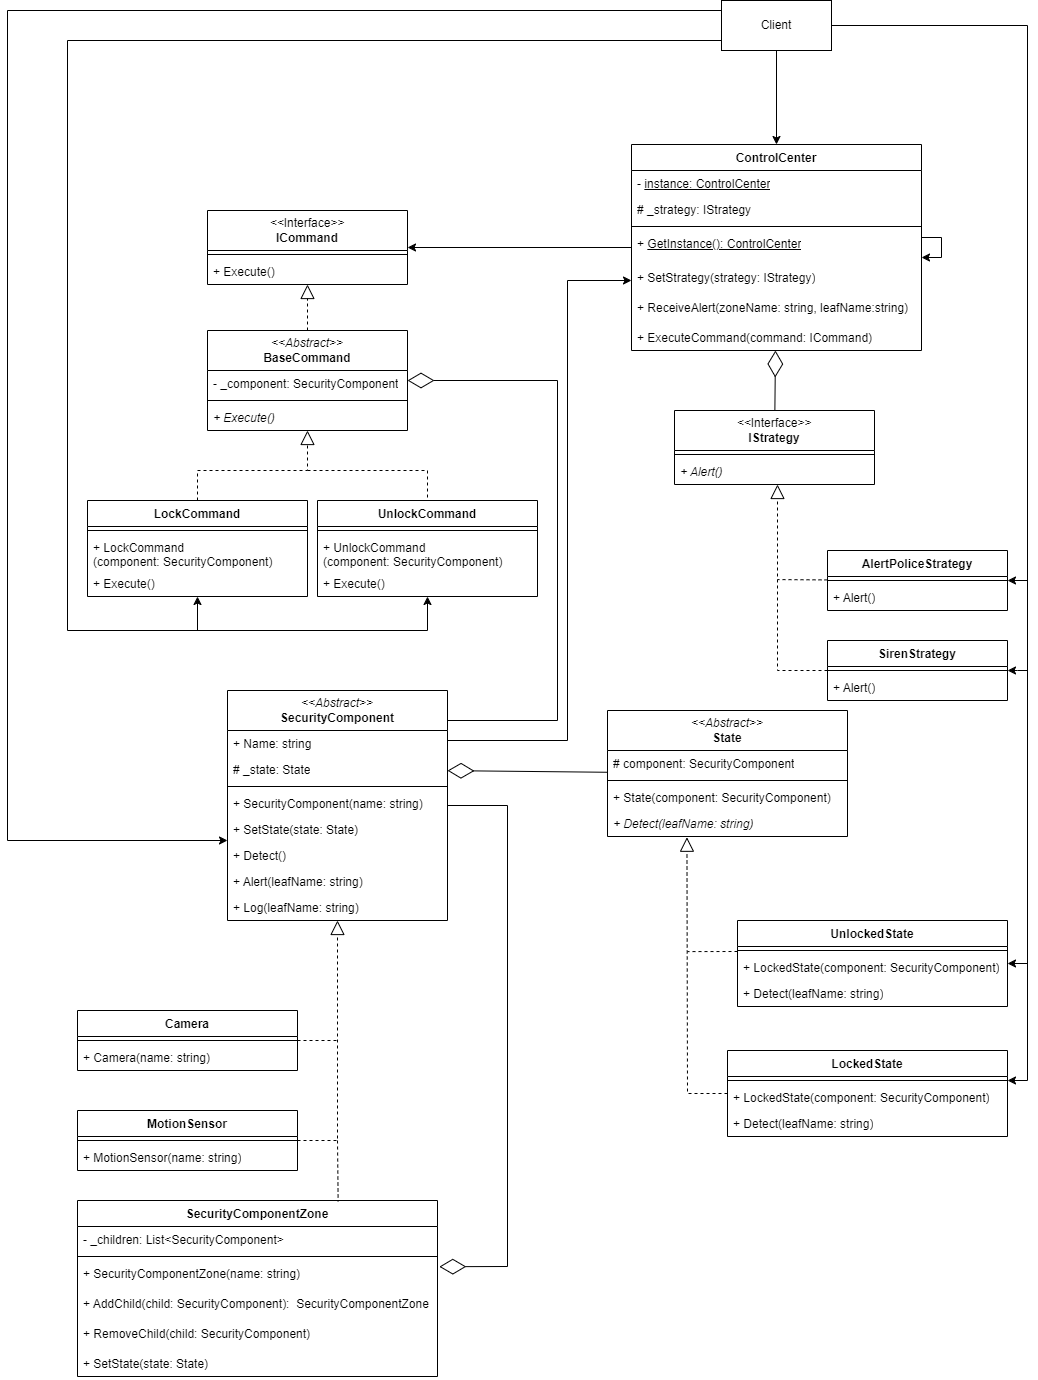 Client
ControlCenter
- instance: ControlCenter
# _strategy: IStrategy
+ GetInstance(): ControlCenter
+ SetStrategy(strategy: IStrategy)
+ ReceiveAlert(zoneName: string, leafName:string)
+ ExecuteCommand(command: ICommand)
<<Interface>>
ICommand
+ Execute()
<<Abstract>>
BaseCommand
- _component: SecurityComponent
+ Execute()
<<Interface>>
IStrategy
+ Alert()
LockCommand
+ LockCommand
(component: SecurityComponent)
+ Execute()
UnlockCommand
+ UnlockCommand
(component: SecurityComponent)
+ Execute()
AlertPoliceStrategy
+ Alert()
SirenStrategy
+ Alert()
<<Abstract>>
SecurityComponent
+ Name: string
# _state: State
+ SecurityComponent(name: string)
+ SetState(state: State)
+ Detect()
+ Alert(leafName: string)
+ Log(leafName: string)
<<Abstract>>
State
# component: SecurityComponent
+ State(component: SecurityComponent)
+ Detect(leafName: string)
UnlockedState
+ LockedState(component: SecurityComponent)
+ Detect(leafName: string)
LockedState
+ LockedState(component: SecurityComponent)
+ Detect(leafName: string)
Camera
+ Camera(name: string)
MotionSensor
+ MotionSensor(name: string)
SecurityComponentZone
- _children: List<SecurityComponent>
+ SecurityComponentZone(name: string)
+ AddChild(child: SecurityComponent): SecurityComponentZone
+ RemoveChild(child: SecurityComponent)
+ SetState(state: State)